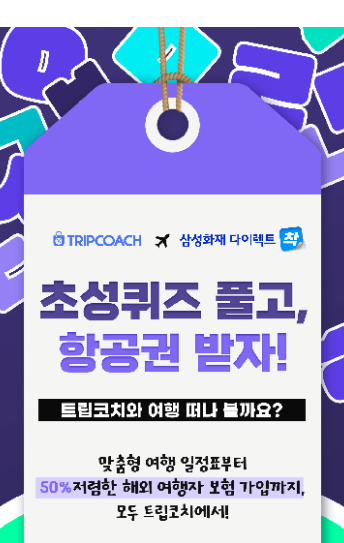 TRIPCOACH 삼성화재 다이렉트 착
초성퀴즈 풀고,
항공권 받자!
트립코치와 여행 떠나 볼까요?
맞춤형 여행 일정표부터
50%저렴한 해외 여행자 보험 가입까지,
모두 트립코치에서!